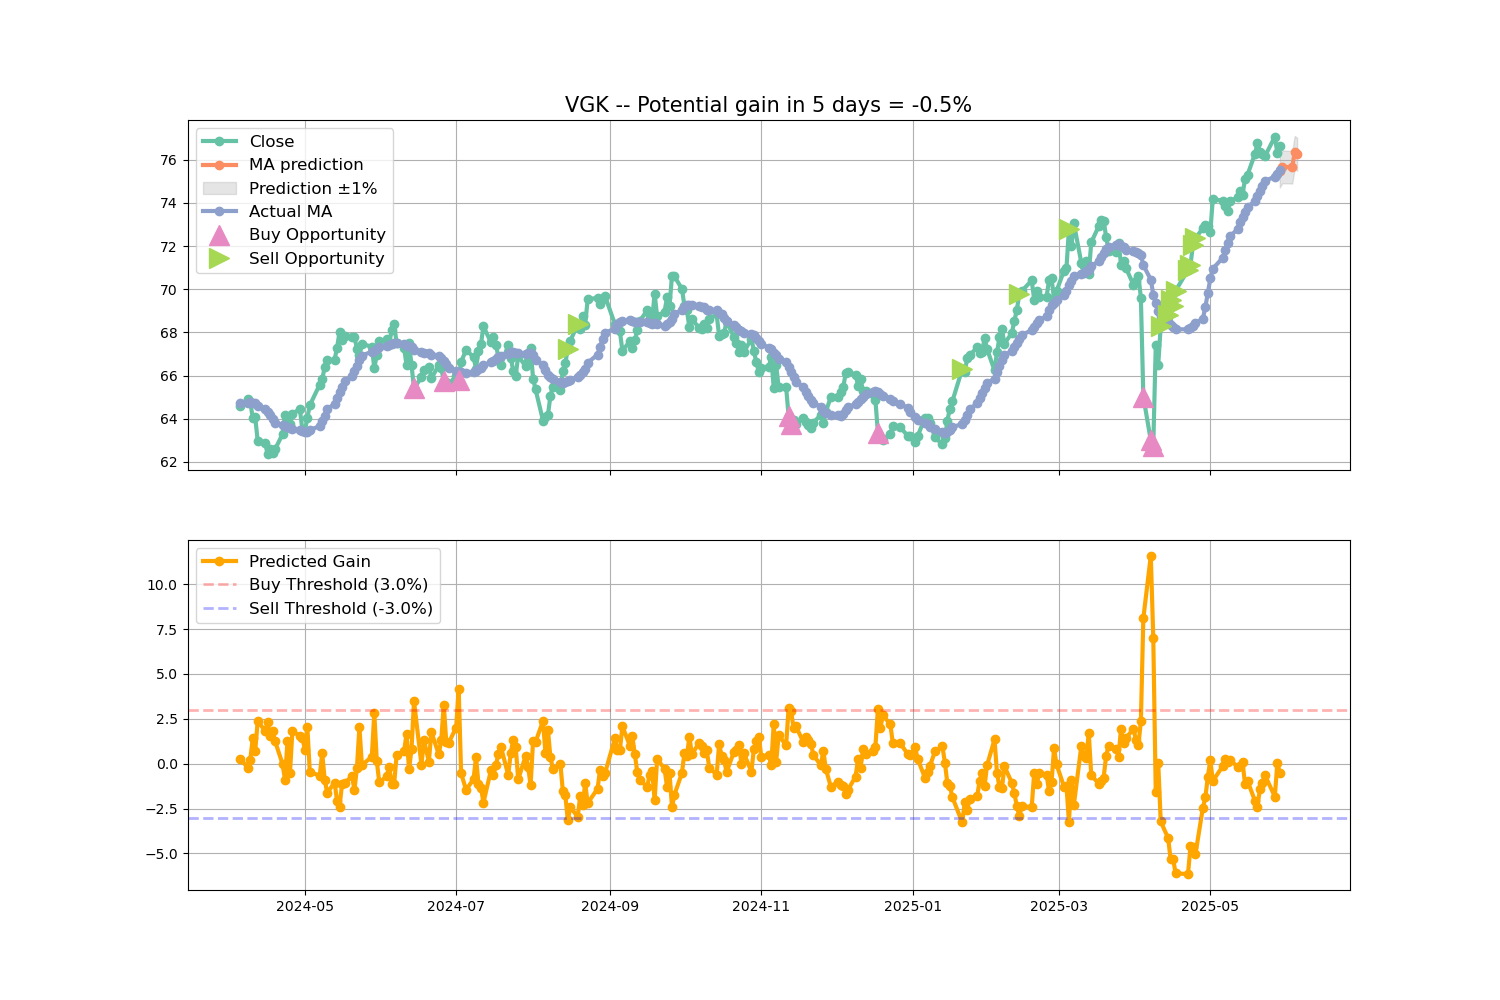 VGK -- Potential gain in 5 days = -0.5%
Close
MA prediction
Prediction ±1%
Actual MA
Buy Opportunity
Sell Opportunity
76
74
72
70
68
66
64
62
Predicted Gain
Buy Threshold (3.0%)
Sell Threshold (-3.0%)
10.0
7.5
5.0
2.5
0.0
−2.5
−5.0
2024-05 2024-07 2024-09 2024-11 2025-01 2025-03 2025-05